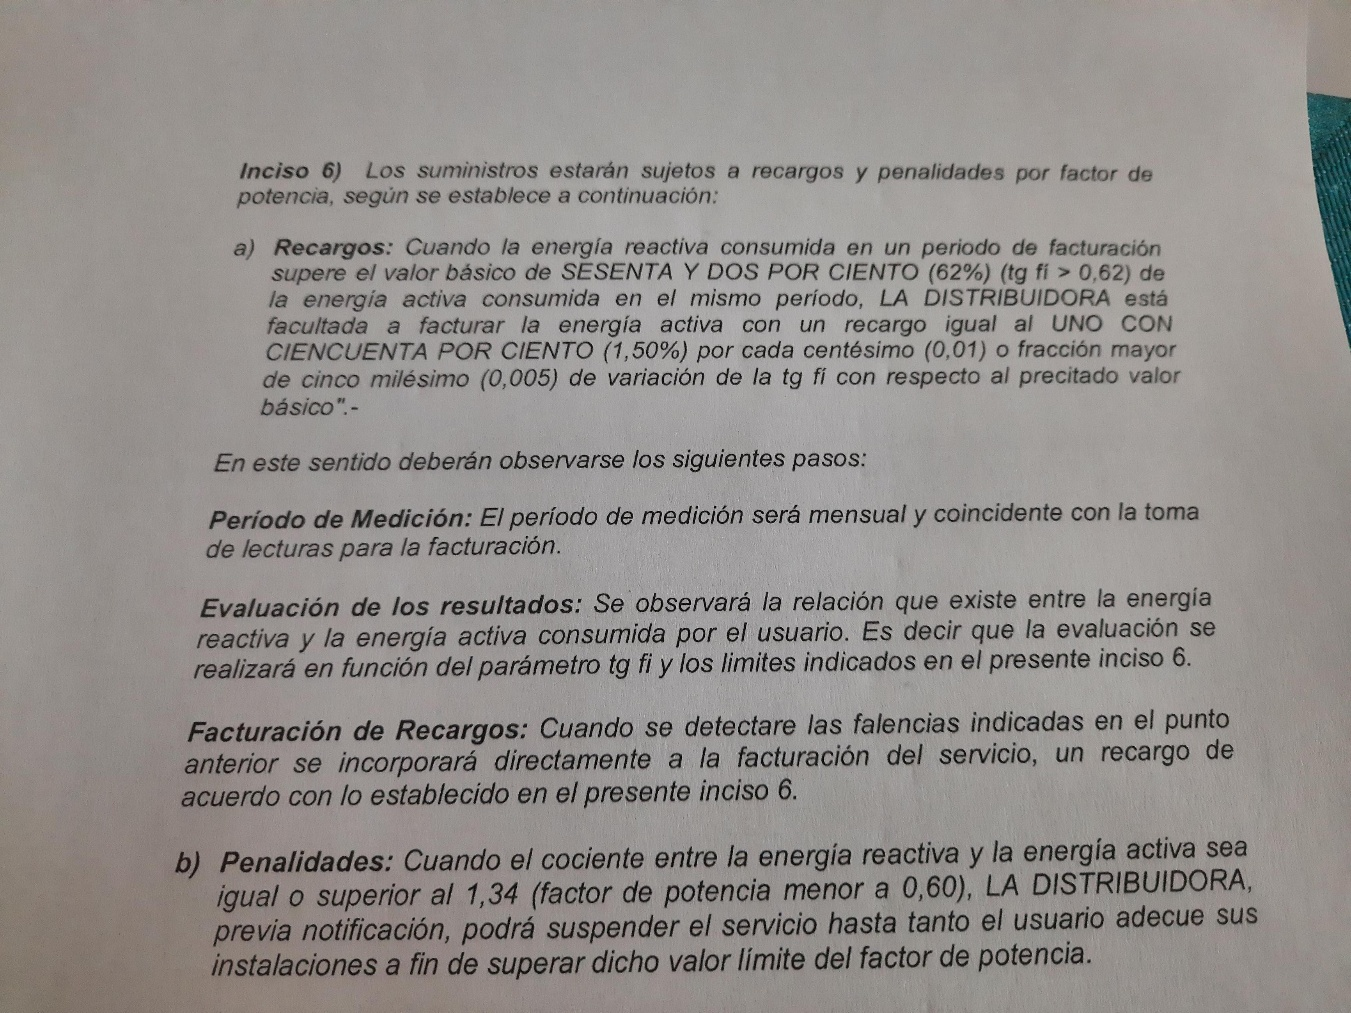 Inciso 6) Los suministros estarán sujetos a recargos y penalidades por factor de
potencia, según se establece a continuación:
a) Recargos: Cuando la energía reactiva consumida en un periodo de facturación
supere el valor básico de SESENTA Y DOS POR CIENTO (62%) (tg fi > 0,62) de
la energía activa consumida en el mismo período, LA DISTRIBUIDORA está
facultada a facturar la energía activa con un recargo igual al UNO CON
CIENCUENTA POR CIENTO (1,50%) por cada centésimo (0,01) o fracción mayor
de cinco milésimo (0,005) de variación de la tg fi con respecto al precitado valor
básico".-
En este sentido deberán observarse los siguientes pasos:
Período de Medición: El período de medición será mensual y coincidente con la toma
de lecturas para la facturación.
Evaluación de los resultados: Se observará la relación que existe entre la energía
reactiva y la energía activa consumida por el usuario. Es decir que la evaluación se
realizará en función del parámetro tg fi y los limites indicados en el presente inciso 6.
Facturación de Recargos: Cuando se detectare las falencias indicadas en el punto
anterior se incorporará directamente a la facturación del servicio, un recargo de
acuerdo con lo establecido en el presente inciso 6.
b) Penalidades: Cuando el cociente entre la energía reactiva y la energía activa sea
igual o superior al 1,34 (factor de potencia menor a 0,60), LA DISTRIBUIDORA,
previa notificación, podrá suspender el servicio hasta tanto el usuario adecue sus
instalaciones a fin de superar dicho valor límite del factor de potencia.